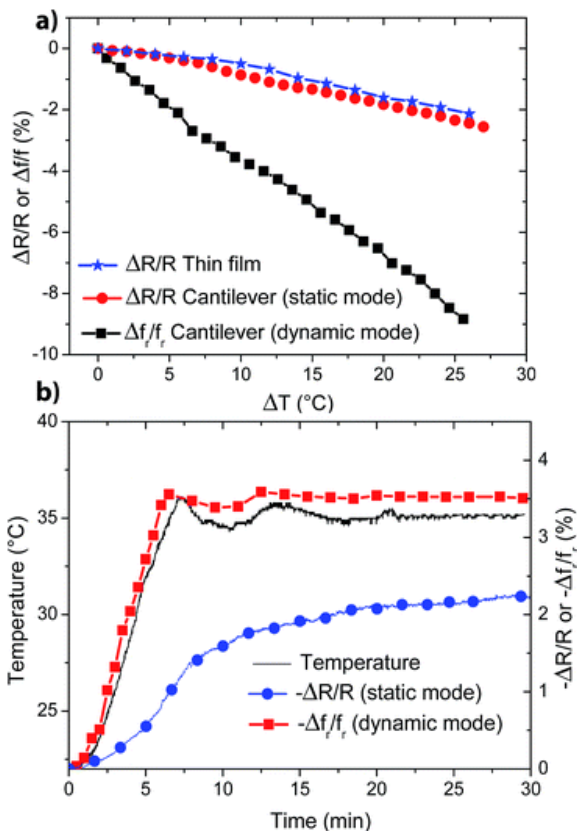 a)
0
-2
-4
-6
-8
-10
ΔR/R or Δf/f (%)
ΔR/R Thin film
ΔR/R Cantilever (static mode)
Δfr/fr Cantilever (dynamic mode)
0 5 10 15 20 25 30
ΔT (°C)
b)
40
35
30
25
Temperature (°C)
4
3
2
1
0
-ΔR/R or -Δfr/fr (%)
Temperature
-ΔR/R (static mode)
-Δfr/fr (dynamic mode)
0 5 10 15 20 25 30
Time (min)